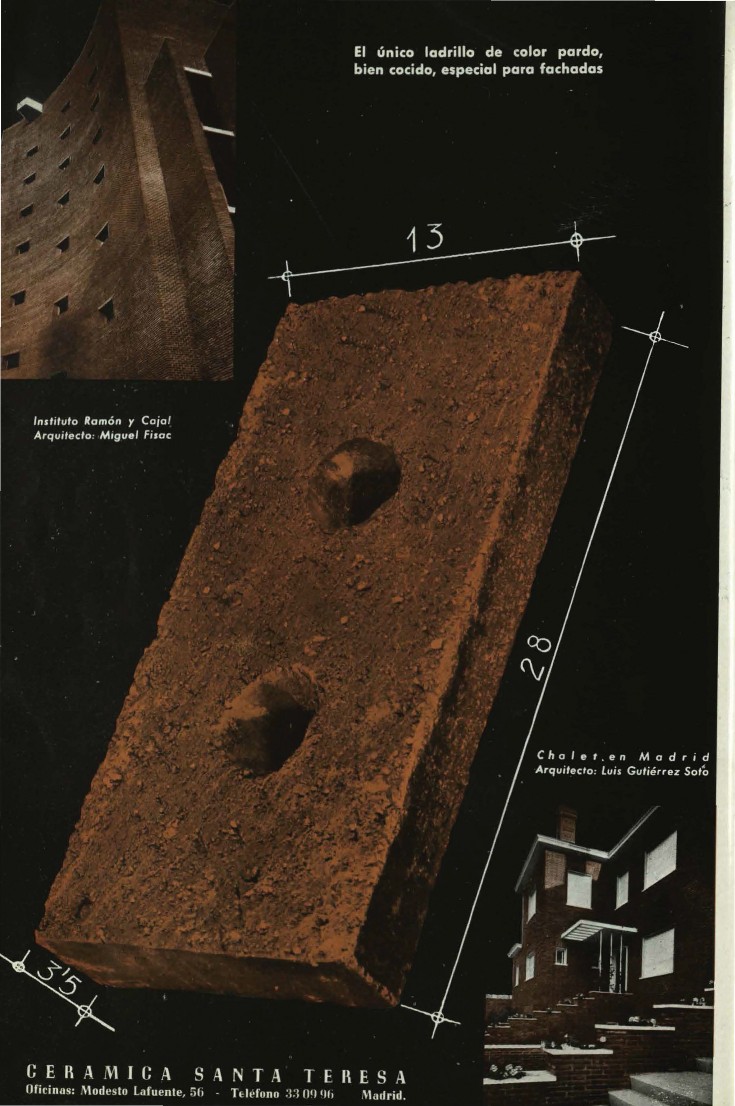 El único ladrillo de color pardo,
bien cocido, especial para fachadas
13
Instituto Ramón y Cajal
Arquitecto: Miguel Fisac
28
Chalet en Madrid
Arquitecto: Luis Gutiérrez Soto
3'5
CERAMICA SANTA TERESA
Oficinas: Modesto Lafuente, 56 - Teléfono 33 09 96 Madrid.